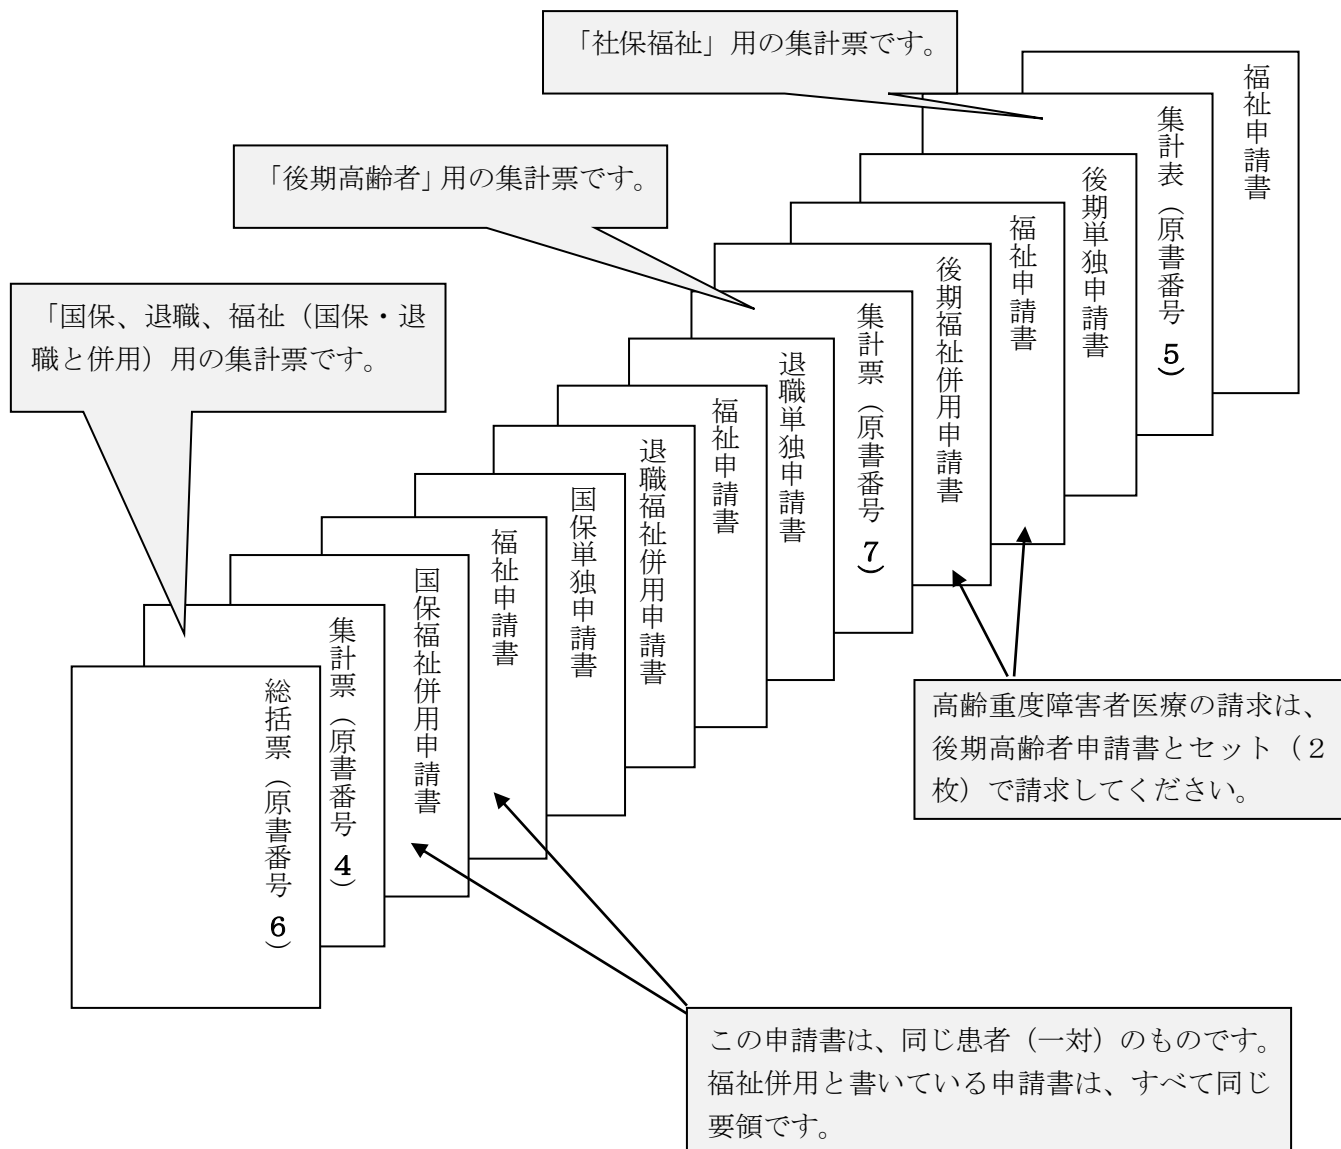 「社保福祉」用の集計票です。
福祉申請書
集計表（原書番号５）
後期単独申請書
「後期高齢者」用の集計票です。
福祉申請書
後期福祉併用申請書
集計票（原書番号７）
退職単独申請書
福祉申請書
退職福祉併用申請書
「国保、退職、福祉（国保・退
職と併用）用の集計票です。
国保単独申請書
福祉申請書
国保福祉併用申請書
集計票（原書番号４）
総括票（原書番号６）
高齢重度障害者医療の請求は、
後期高齢者申請書とセット（２
枚）で請求してください。
この申請書は、同じ患者（一対）のものです。
福祉併用と書いている申請書は、すべて同じ
要領です。